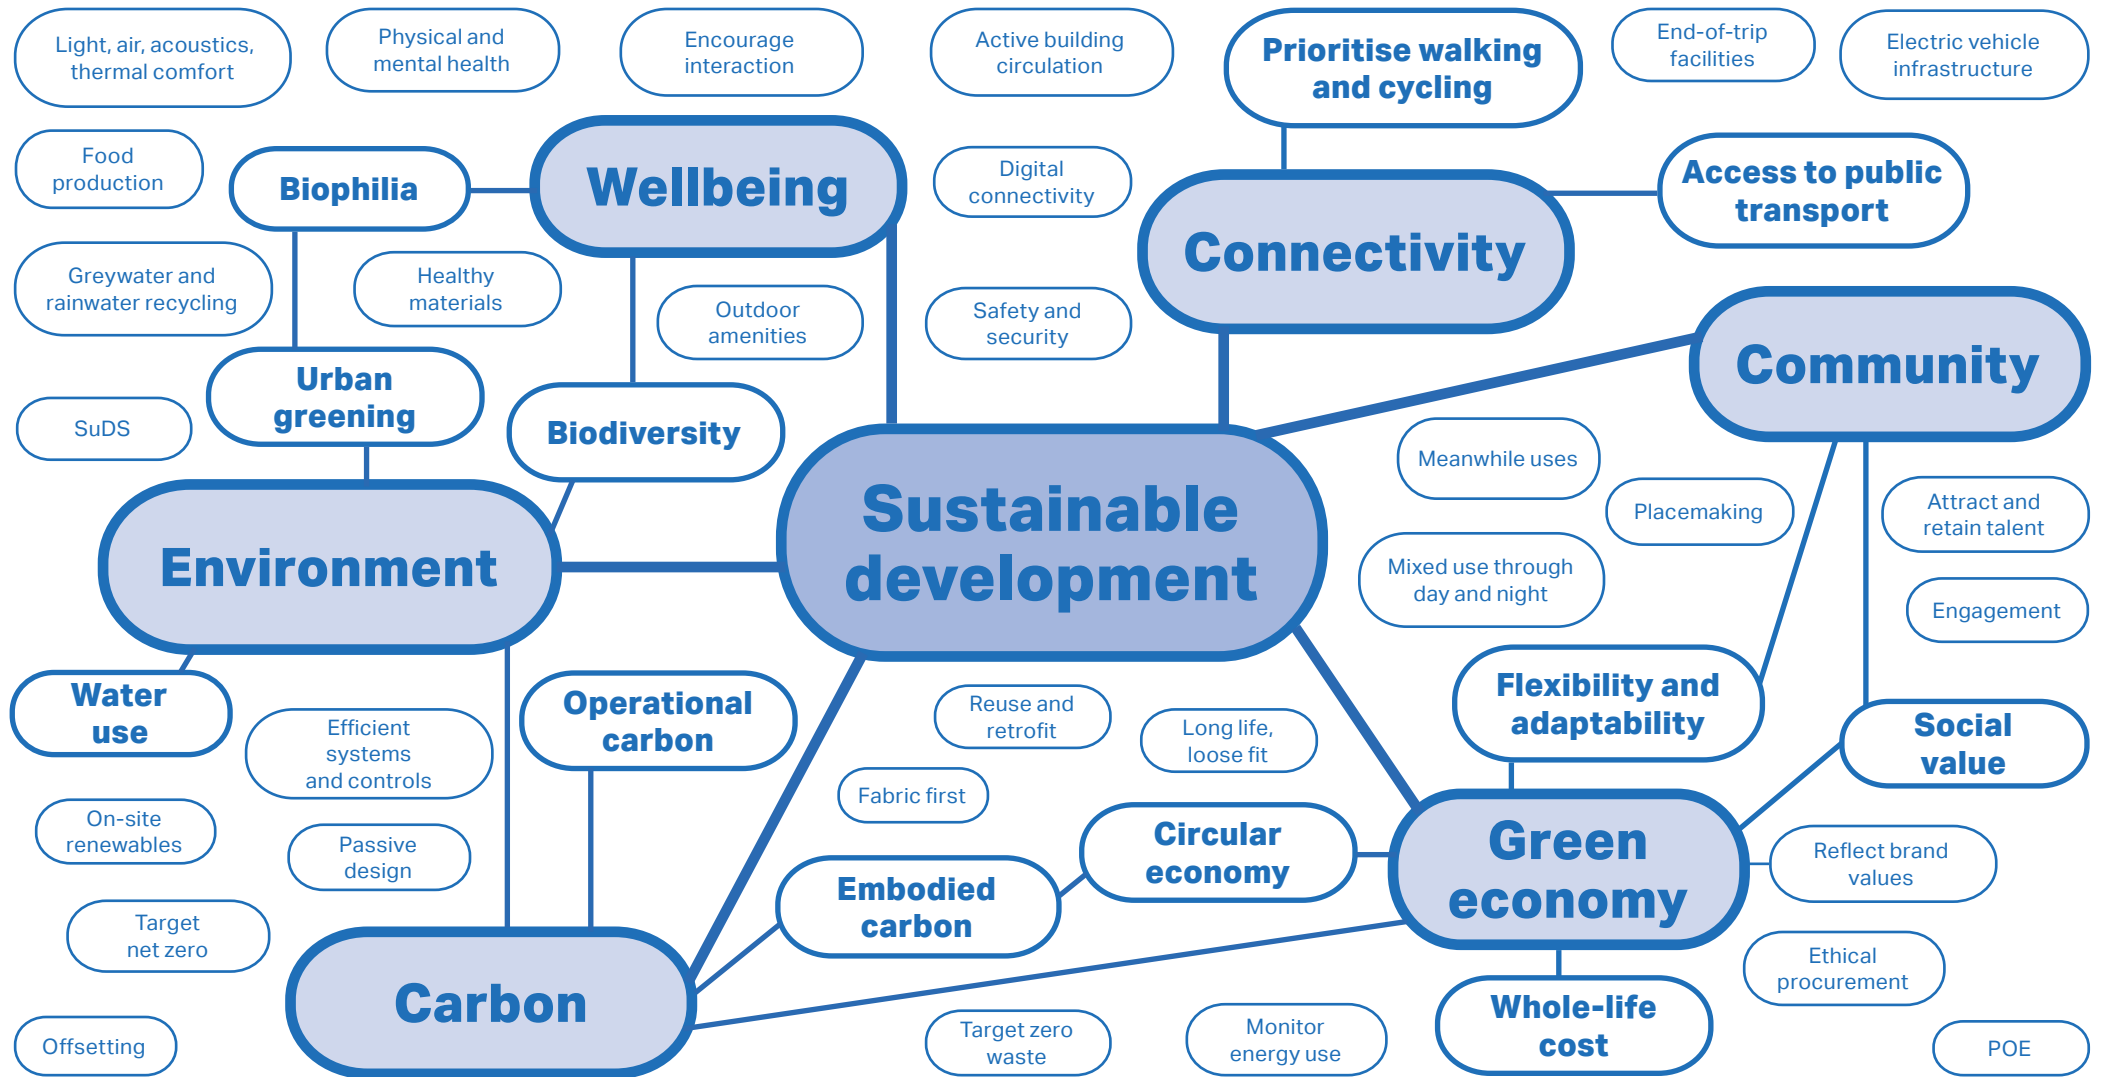 Light, air, acoustics,
thermal comfort
Physical and
mental health
Encourage
interaction
Active building
circulation
Prioritise walking
and cycling
End-of-trip
facilities
Electric vehicle
infrastructure
Food
production
Biophilia
Wellbeing
Digital
connectivity
Connectivity
Access to public
transport
Greywater and
rainwater recycling
Healthy
materials
Outdoor
amenities
Safety and
security
Community
Urban
greening
SuDS
Biodiversity
Sustainable
development
Meanwhile uses
Placemaking
Attract and
retain talent
Environment
Mixed use through
day and night
Engagement
Water
use
Operational
carbon
Efficient
systems
and controls
Reuse and
retrofit
Long life,
loose fit
Flexibility and
adaptability
Social
value
Fabric first
On-site
renewables
Passive
design
Circular
economy
Green
economy
Reflect brand
values
Embodied
carbon
Target
net zero
Ethical
procurement
Carbon
Whole-life
cost
Offsetting
Target zero
waste
Monitor
energy use
POE